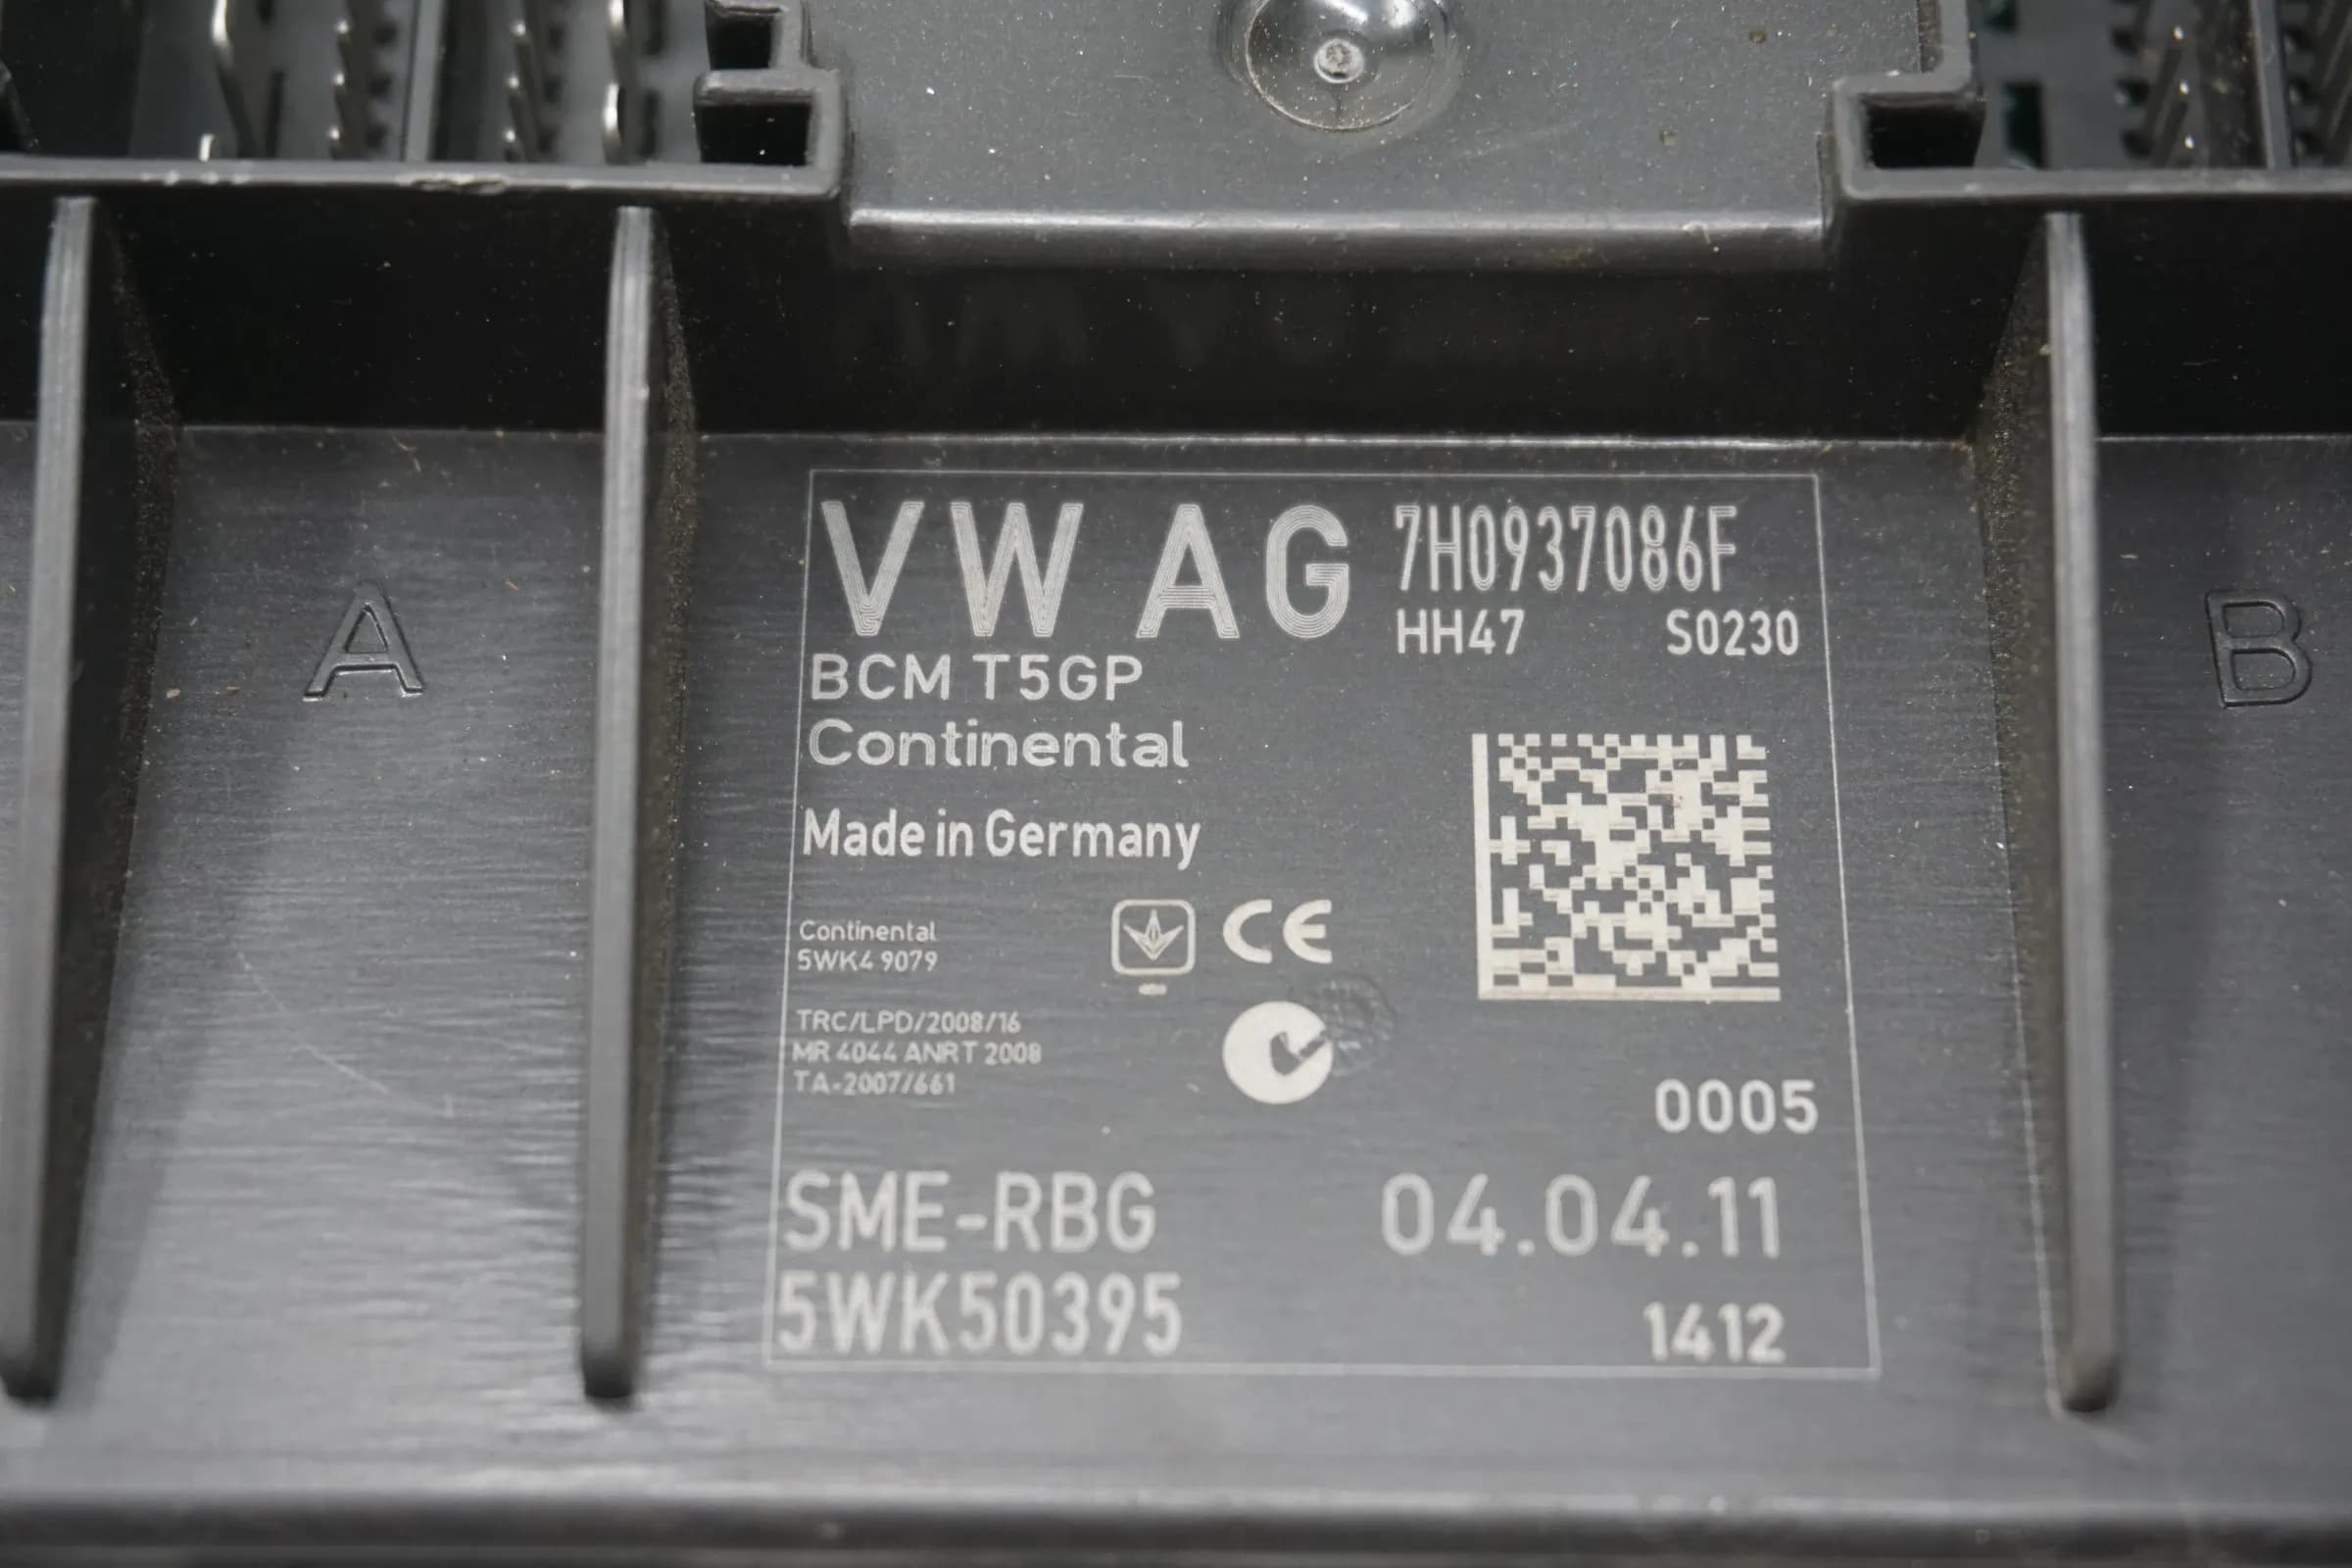 VW AG 7H0937086F
HH47 S0230
BCM T5GP
Continental
Made in Germany
Continental
5WK4 9079
CE
TRC/LPD/2008/16
MR 4044 ANRT 2008
TA-2007/661
0005
SME-RBG 04.04.11
5WK50395 1412
A
B